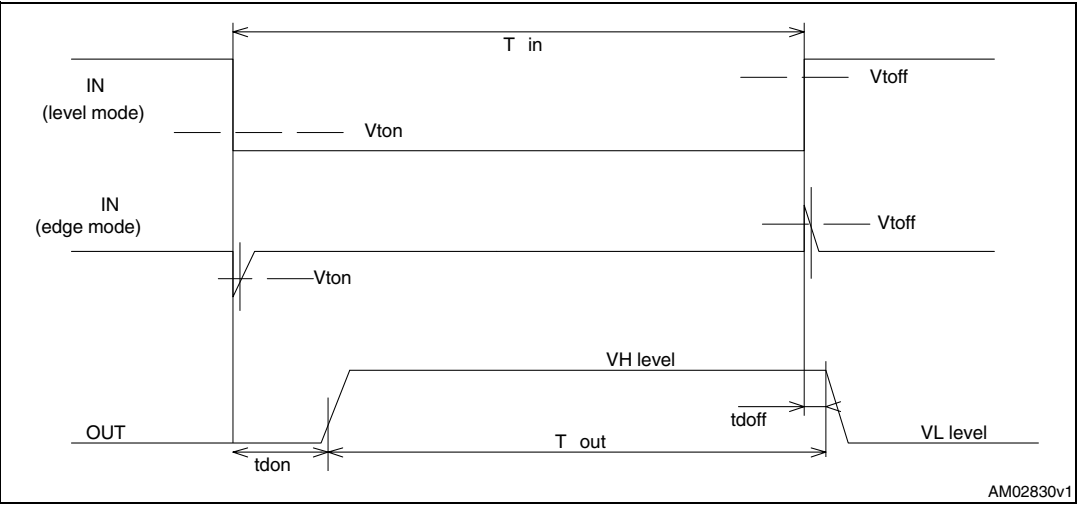 T in
IN
(level mode)
Vtoff
Vton
IN
(edge mode)
Vtoff
Vton
VH level
tdoff
OUT
T out
VL level
tdon
AM02830v1